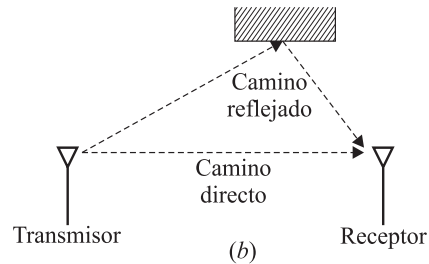 Camino
reflejado
Camino
directo
Transmisor
Receptor
(b)